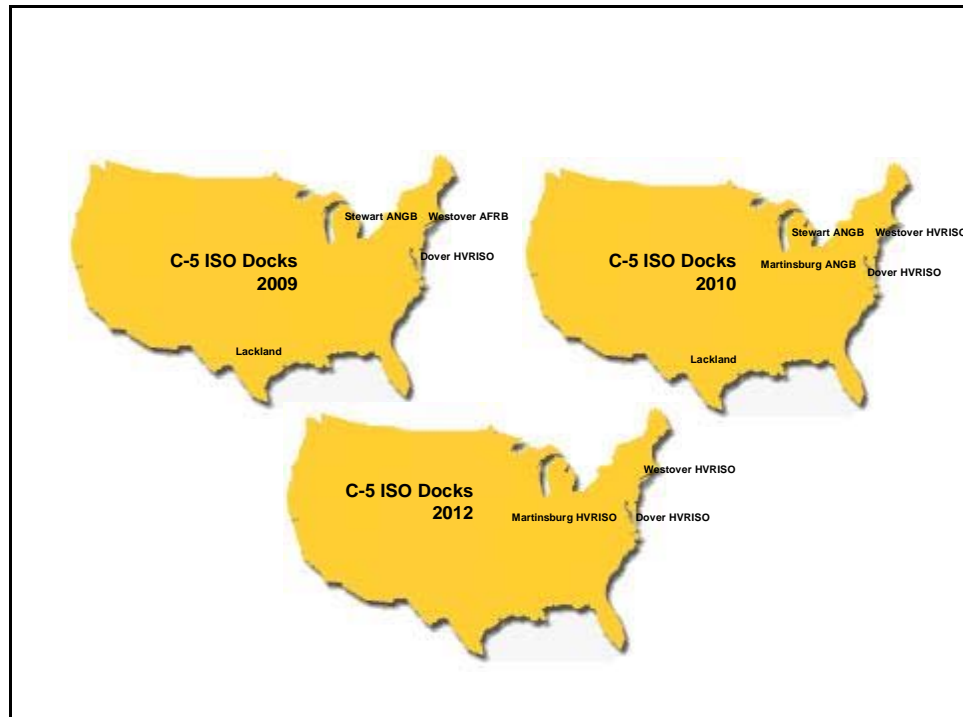 Stewart ANGB
Westover AFRB
C-5 ISO Docks
2009
Dover HVRISO
Lackland
Stewart ANGB
Westover HVRISO
C-5 ISO Docks
2010
Martinsburg ANGB
Dover HVRISO
Lackland
Westover HVRISO
C-5 ISO Docks
2012
Martinsburg HVRISO
Dover HVRISO